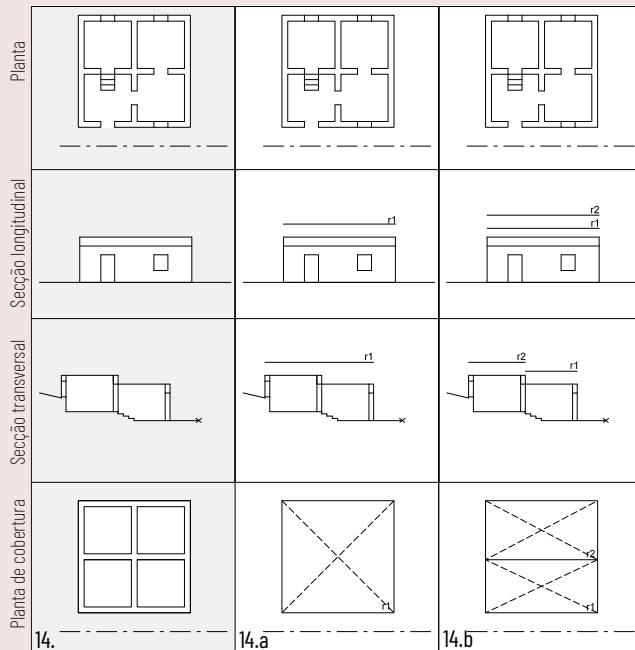 Planta
Secção longitudinal
r1
r2
r1
Secção transversal
r1
r2
r1
Planta de cobertura
r1
r2
r1
14.
14.a
14.b